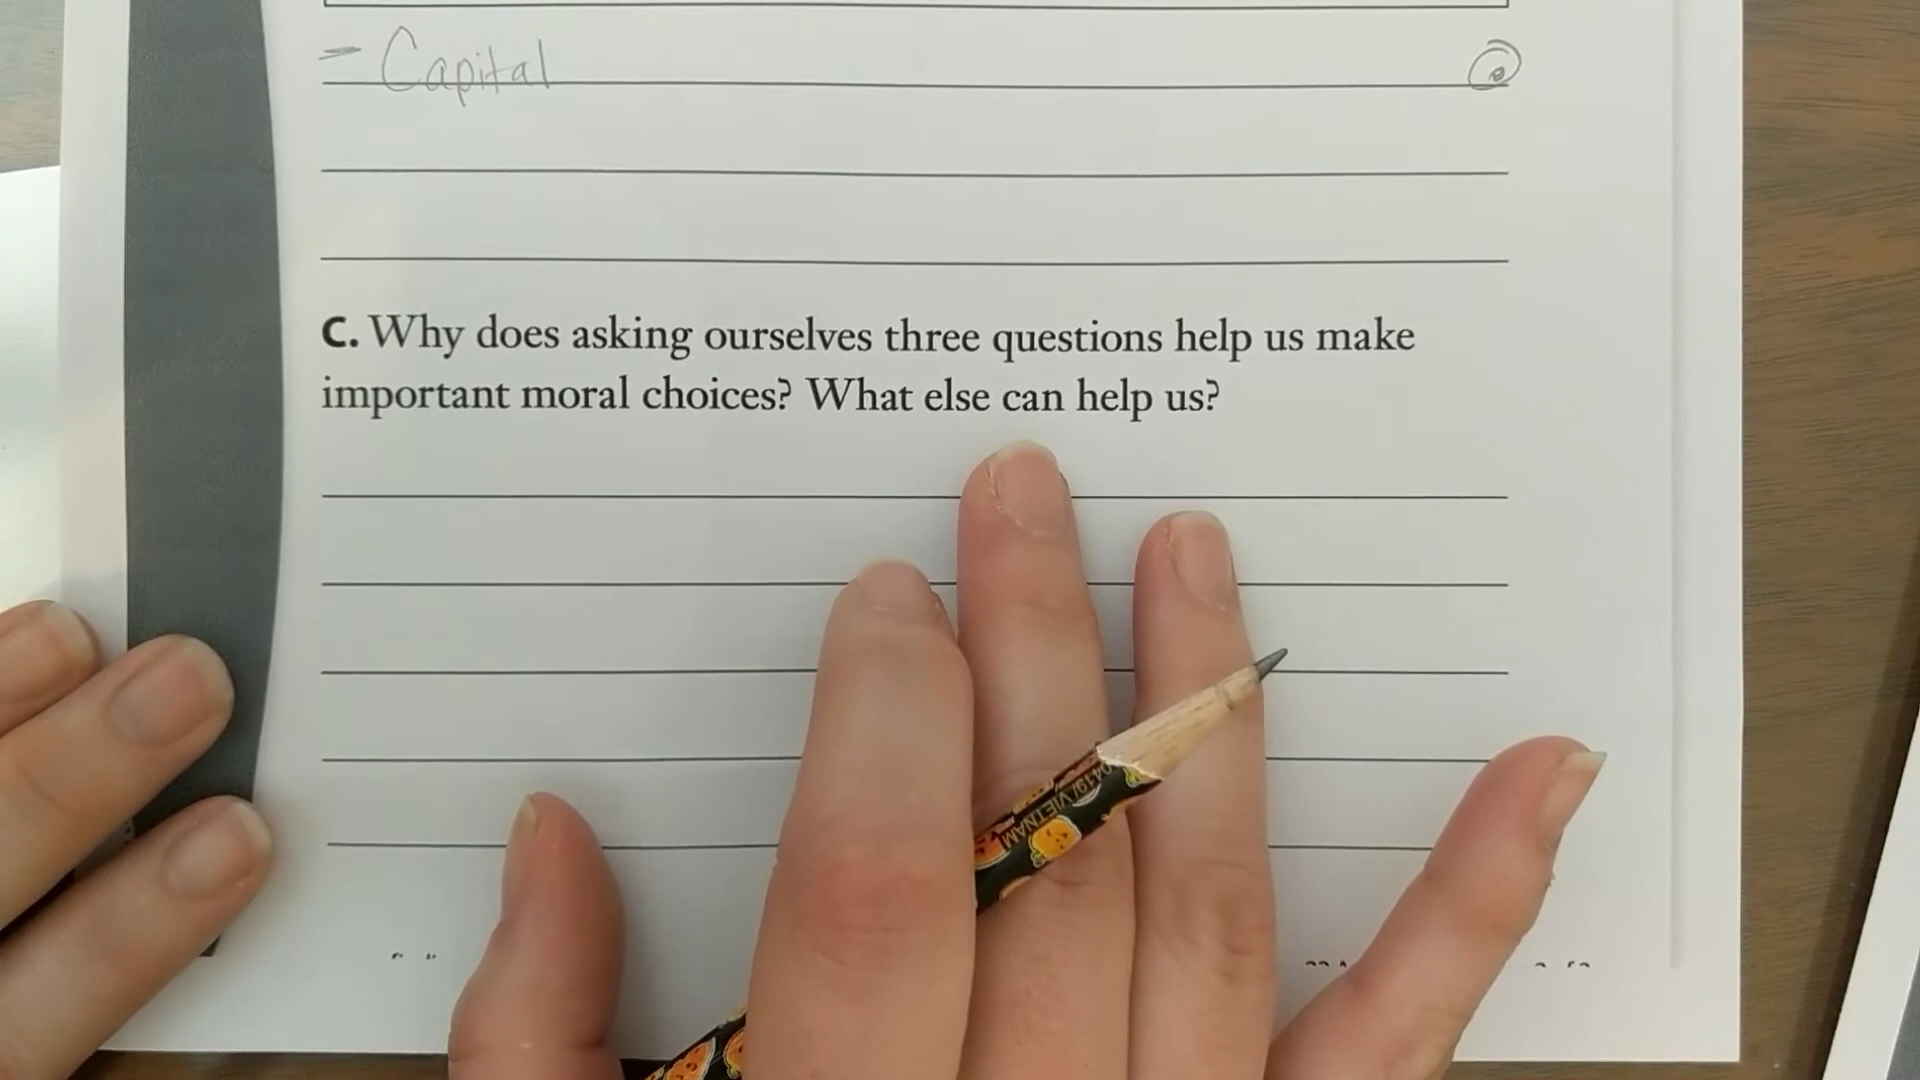 = Capital
C. Why does asking ourselves three questions help us make
important moral choices? What else can help us?
0419/VIETNAM